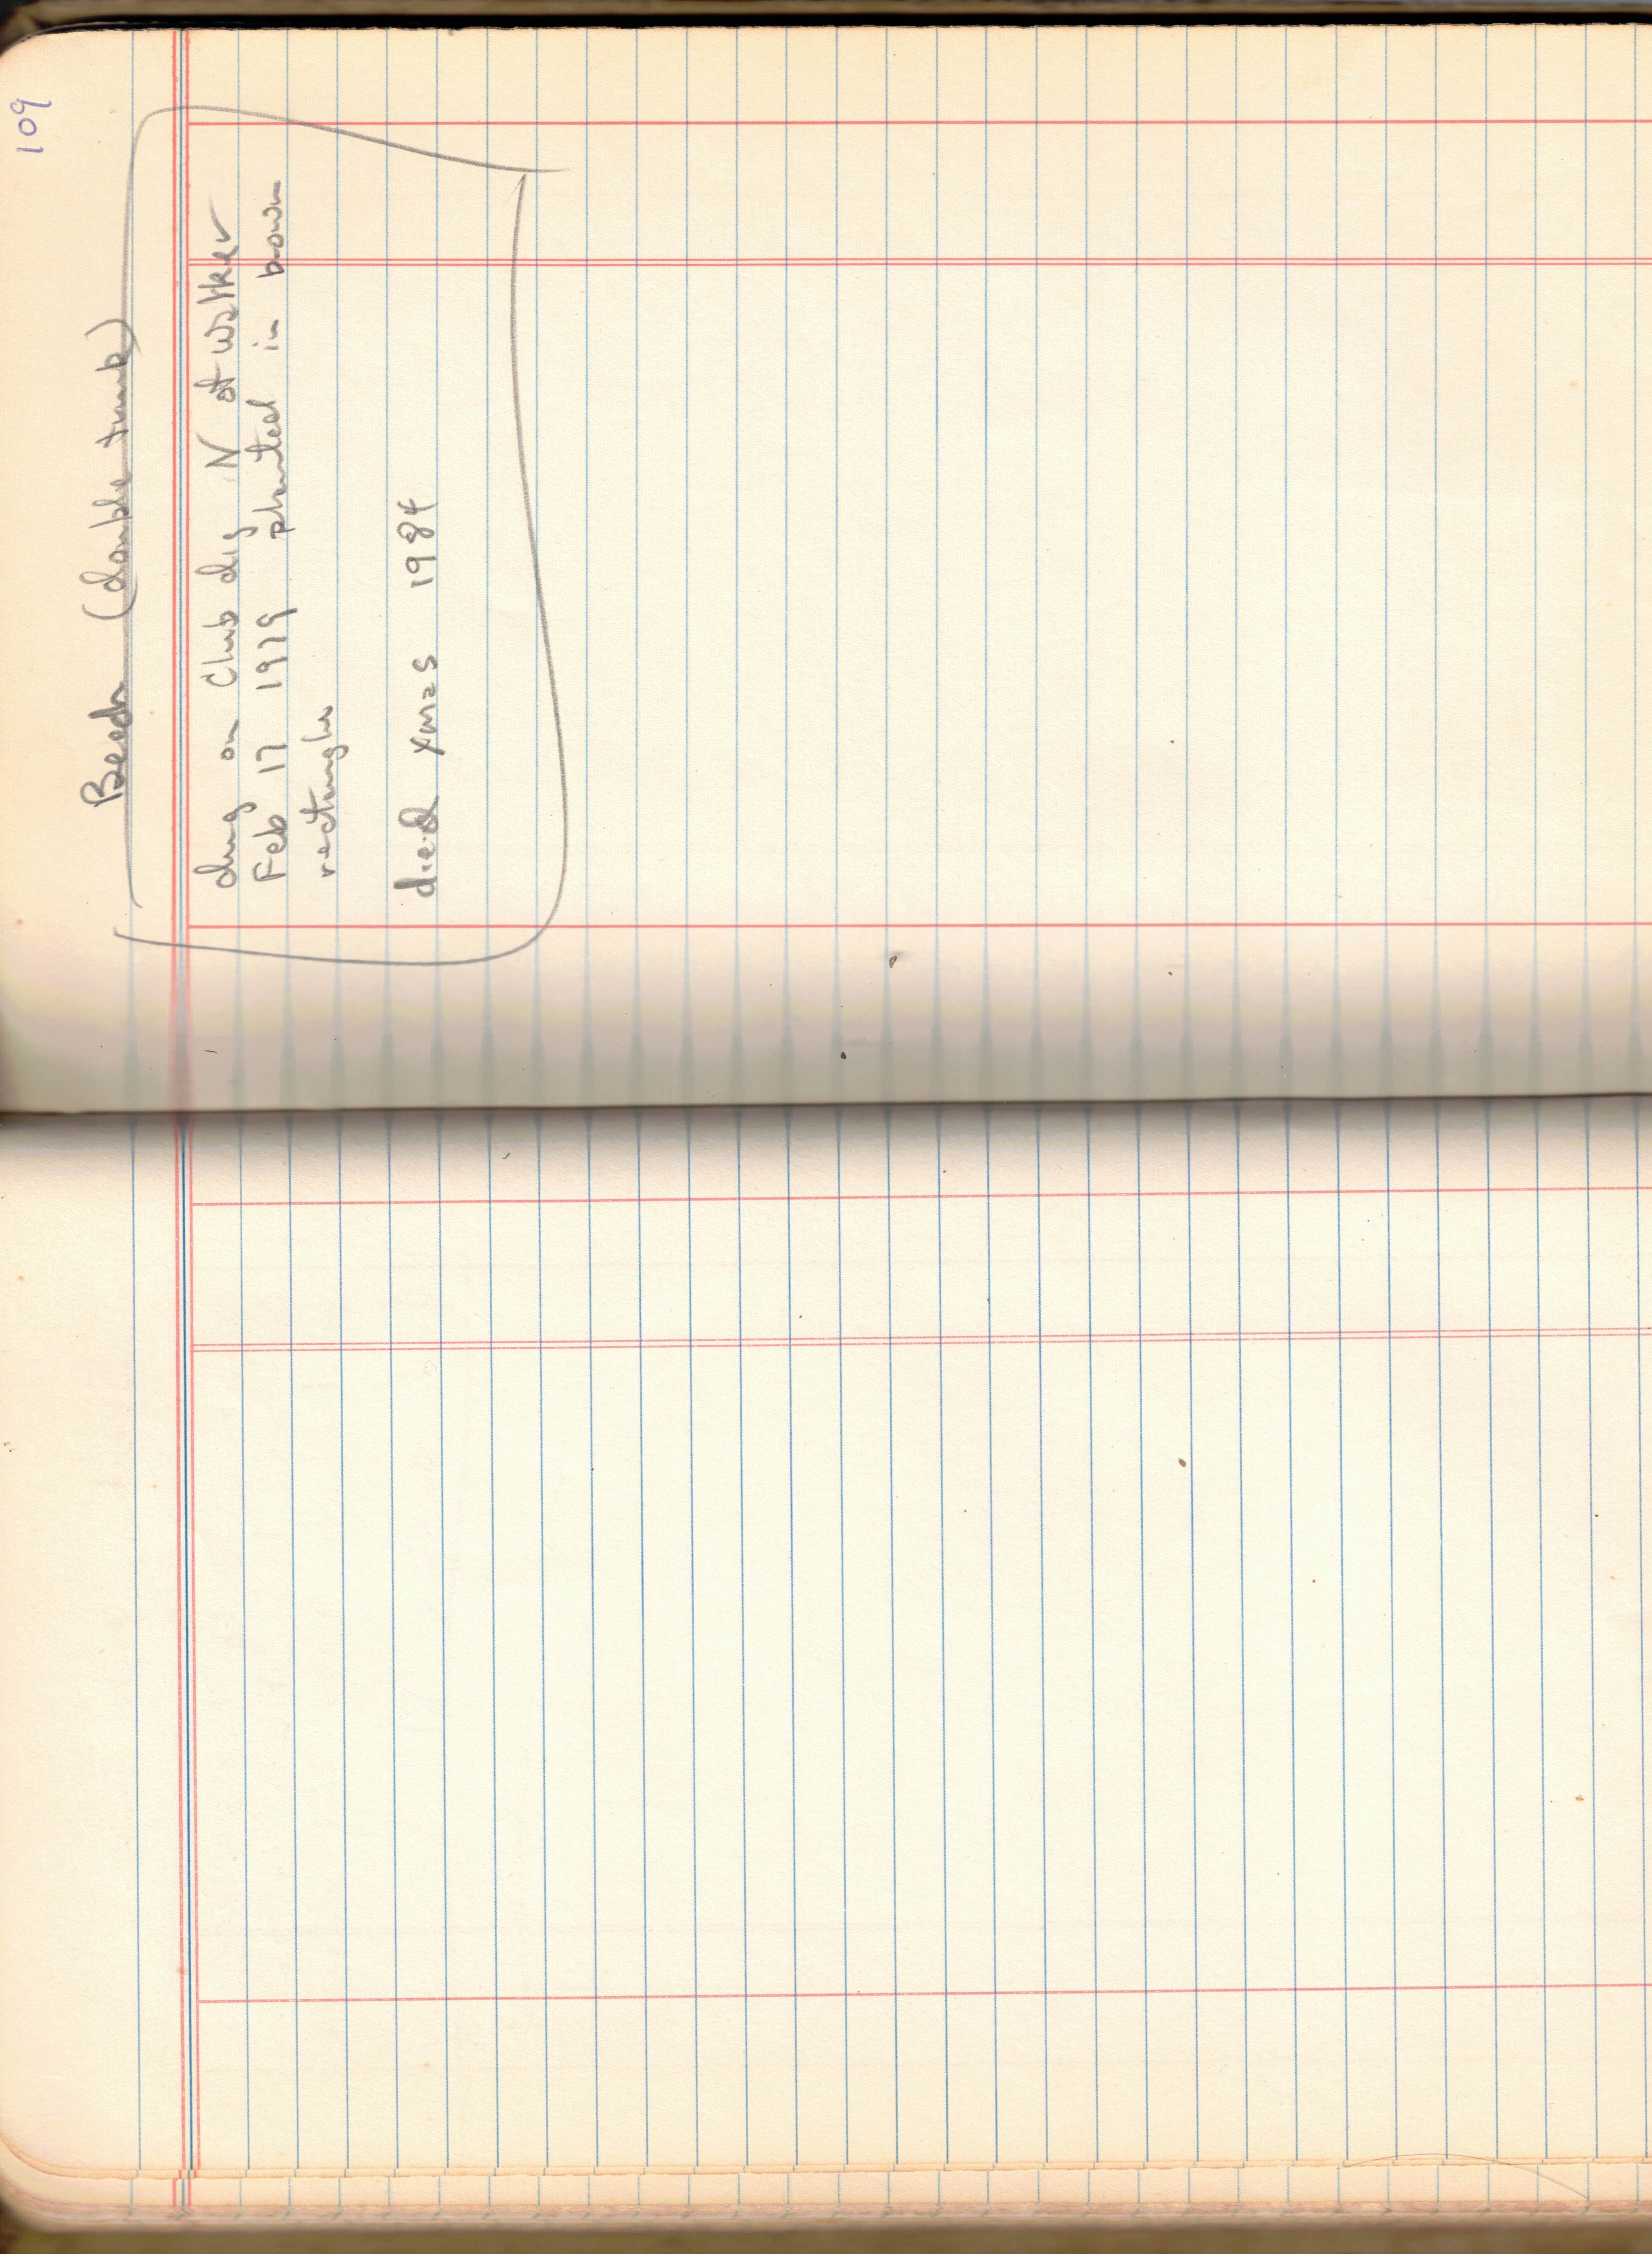 109
Beech (double trunk)
dug on Club dig N of Walker
Feb 17 1979 planted in brown
rectangle
died xmas 1984